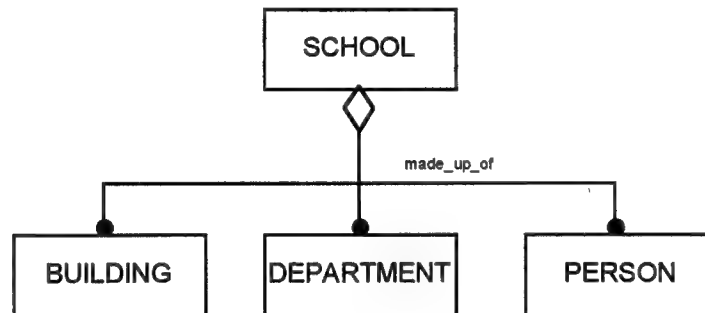 SCHOOL
made_up_of
BUILDING
DEPARTMENT
PERSON